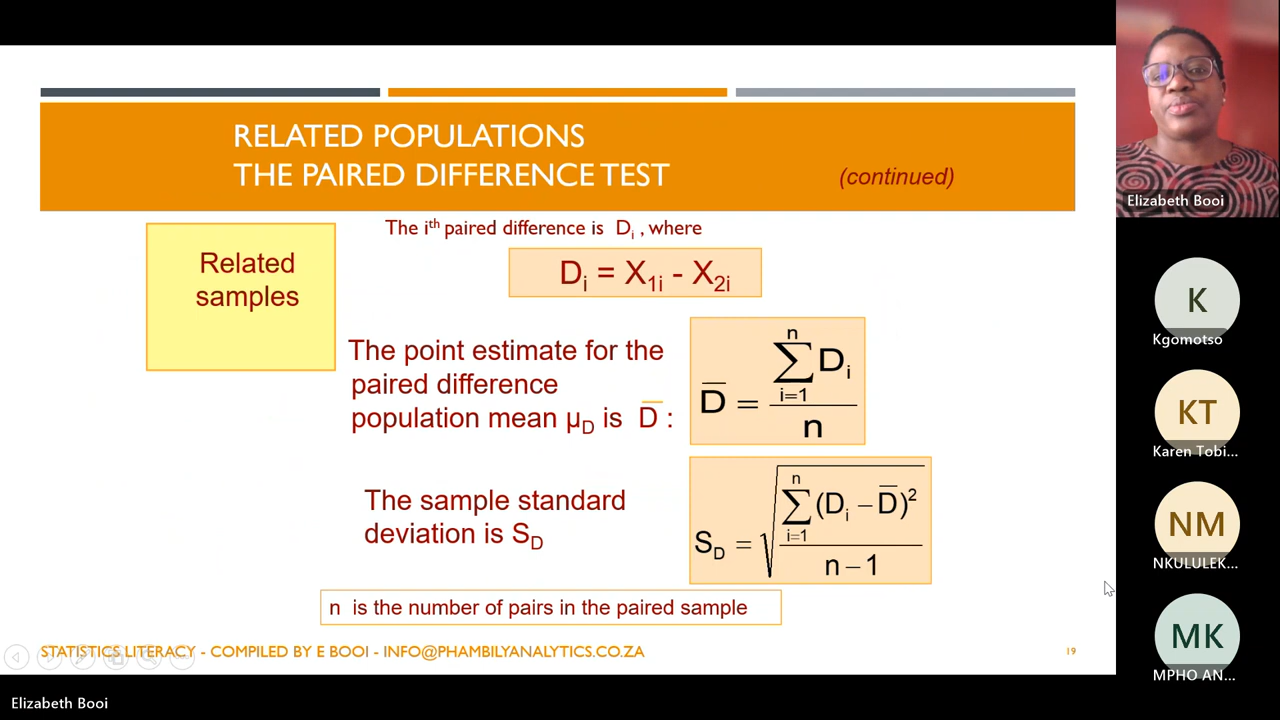 RELATED POPULATIONS
THE PAIRED DIFFERENCE TEST
(continued)
Related
samples
The ith paired difference is Di , where
Di = X1i - X2i
The point estimate for the
paired difference
population mean μD is D̅ :
D̅ = ∑ⁿᵢ₌₁ Di / n
The sample standard
deviation is SD
SD = √( ∑ⁿᵢ₌₁ (Di − D̅)² / n − 1 )
n is the number of pairs in the paired sample
STATISTICS LITERACY - COMPILED BY E BOOI - INFO@PHAMBILYANALYTICS.CO.ZA
19
Elizabeth Booi
Elizabeth Booi
K
Kgomotso
KT
Karen Tobi...
NM
NKULULEK...
MK
MPHO AN...